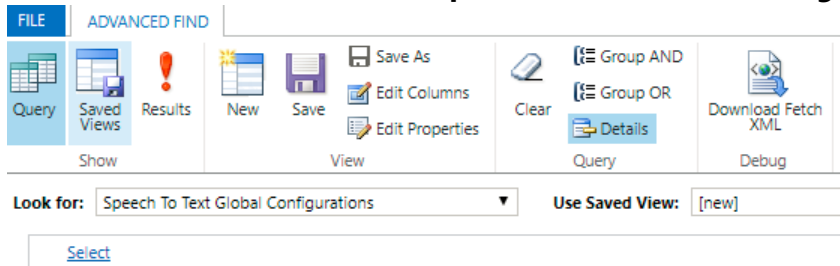 FILE ADVANCED FIND
Query Saved Views Results New Save Save As Edit Columns Edit Properties Clear Group AND Group OR Details Download Fetch XML
Show View Query Debug
Look for: Speech To Text Global Configurations Use Saved View: [new]
Select